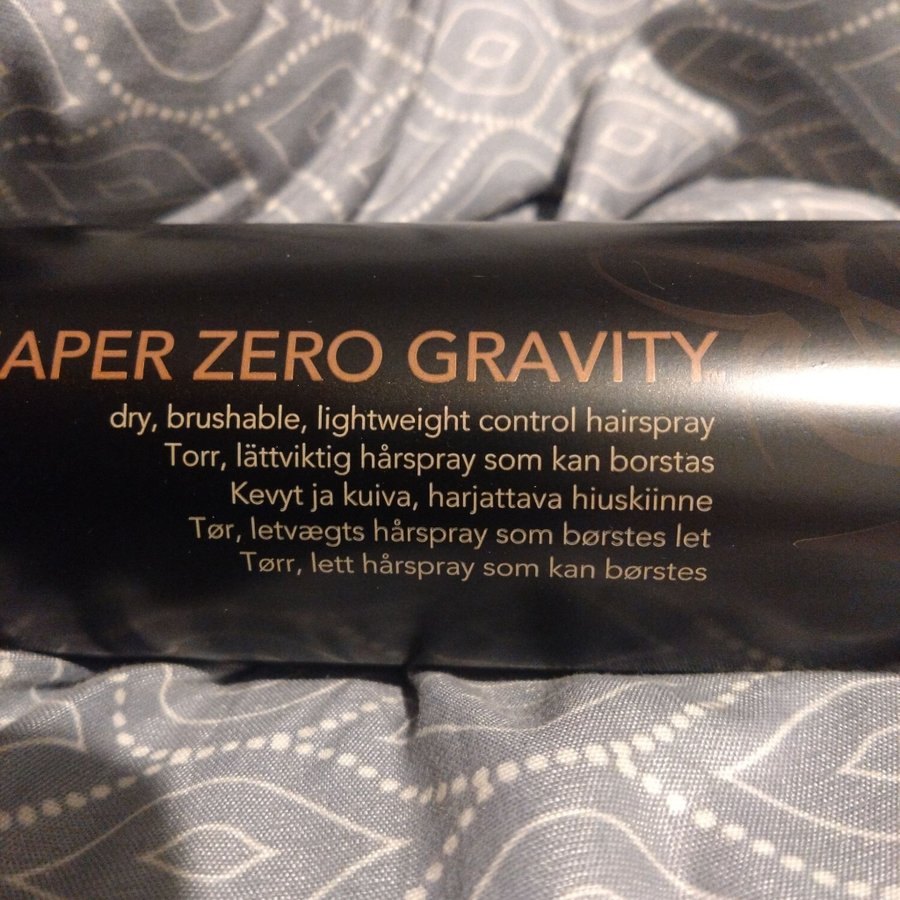 ZERO GRAVITY
dry, brushable, lightweight control hairspray
Torr, lättviktig hårspray som kan borstas
Kevyt ja kuiva, harjattava hiuskiinne
Tør, letvægts hårspray som børstes let
Tørr, lett hårspray som kan børstes